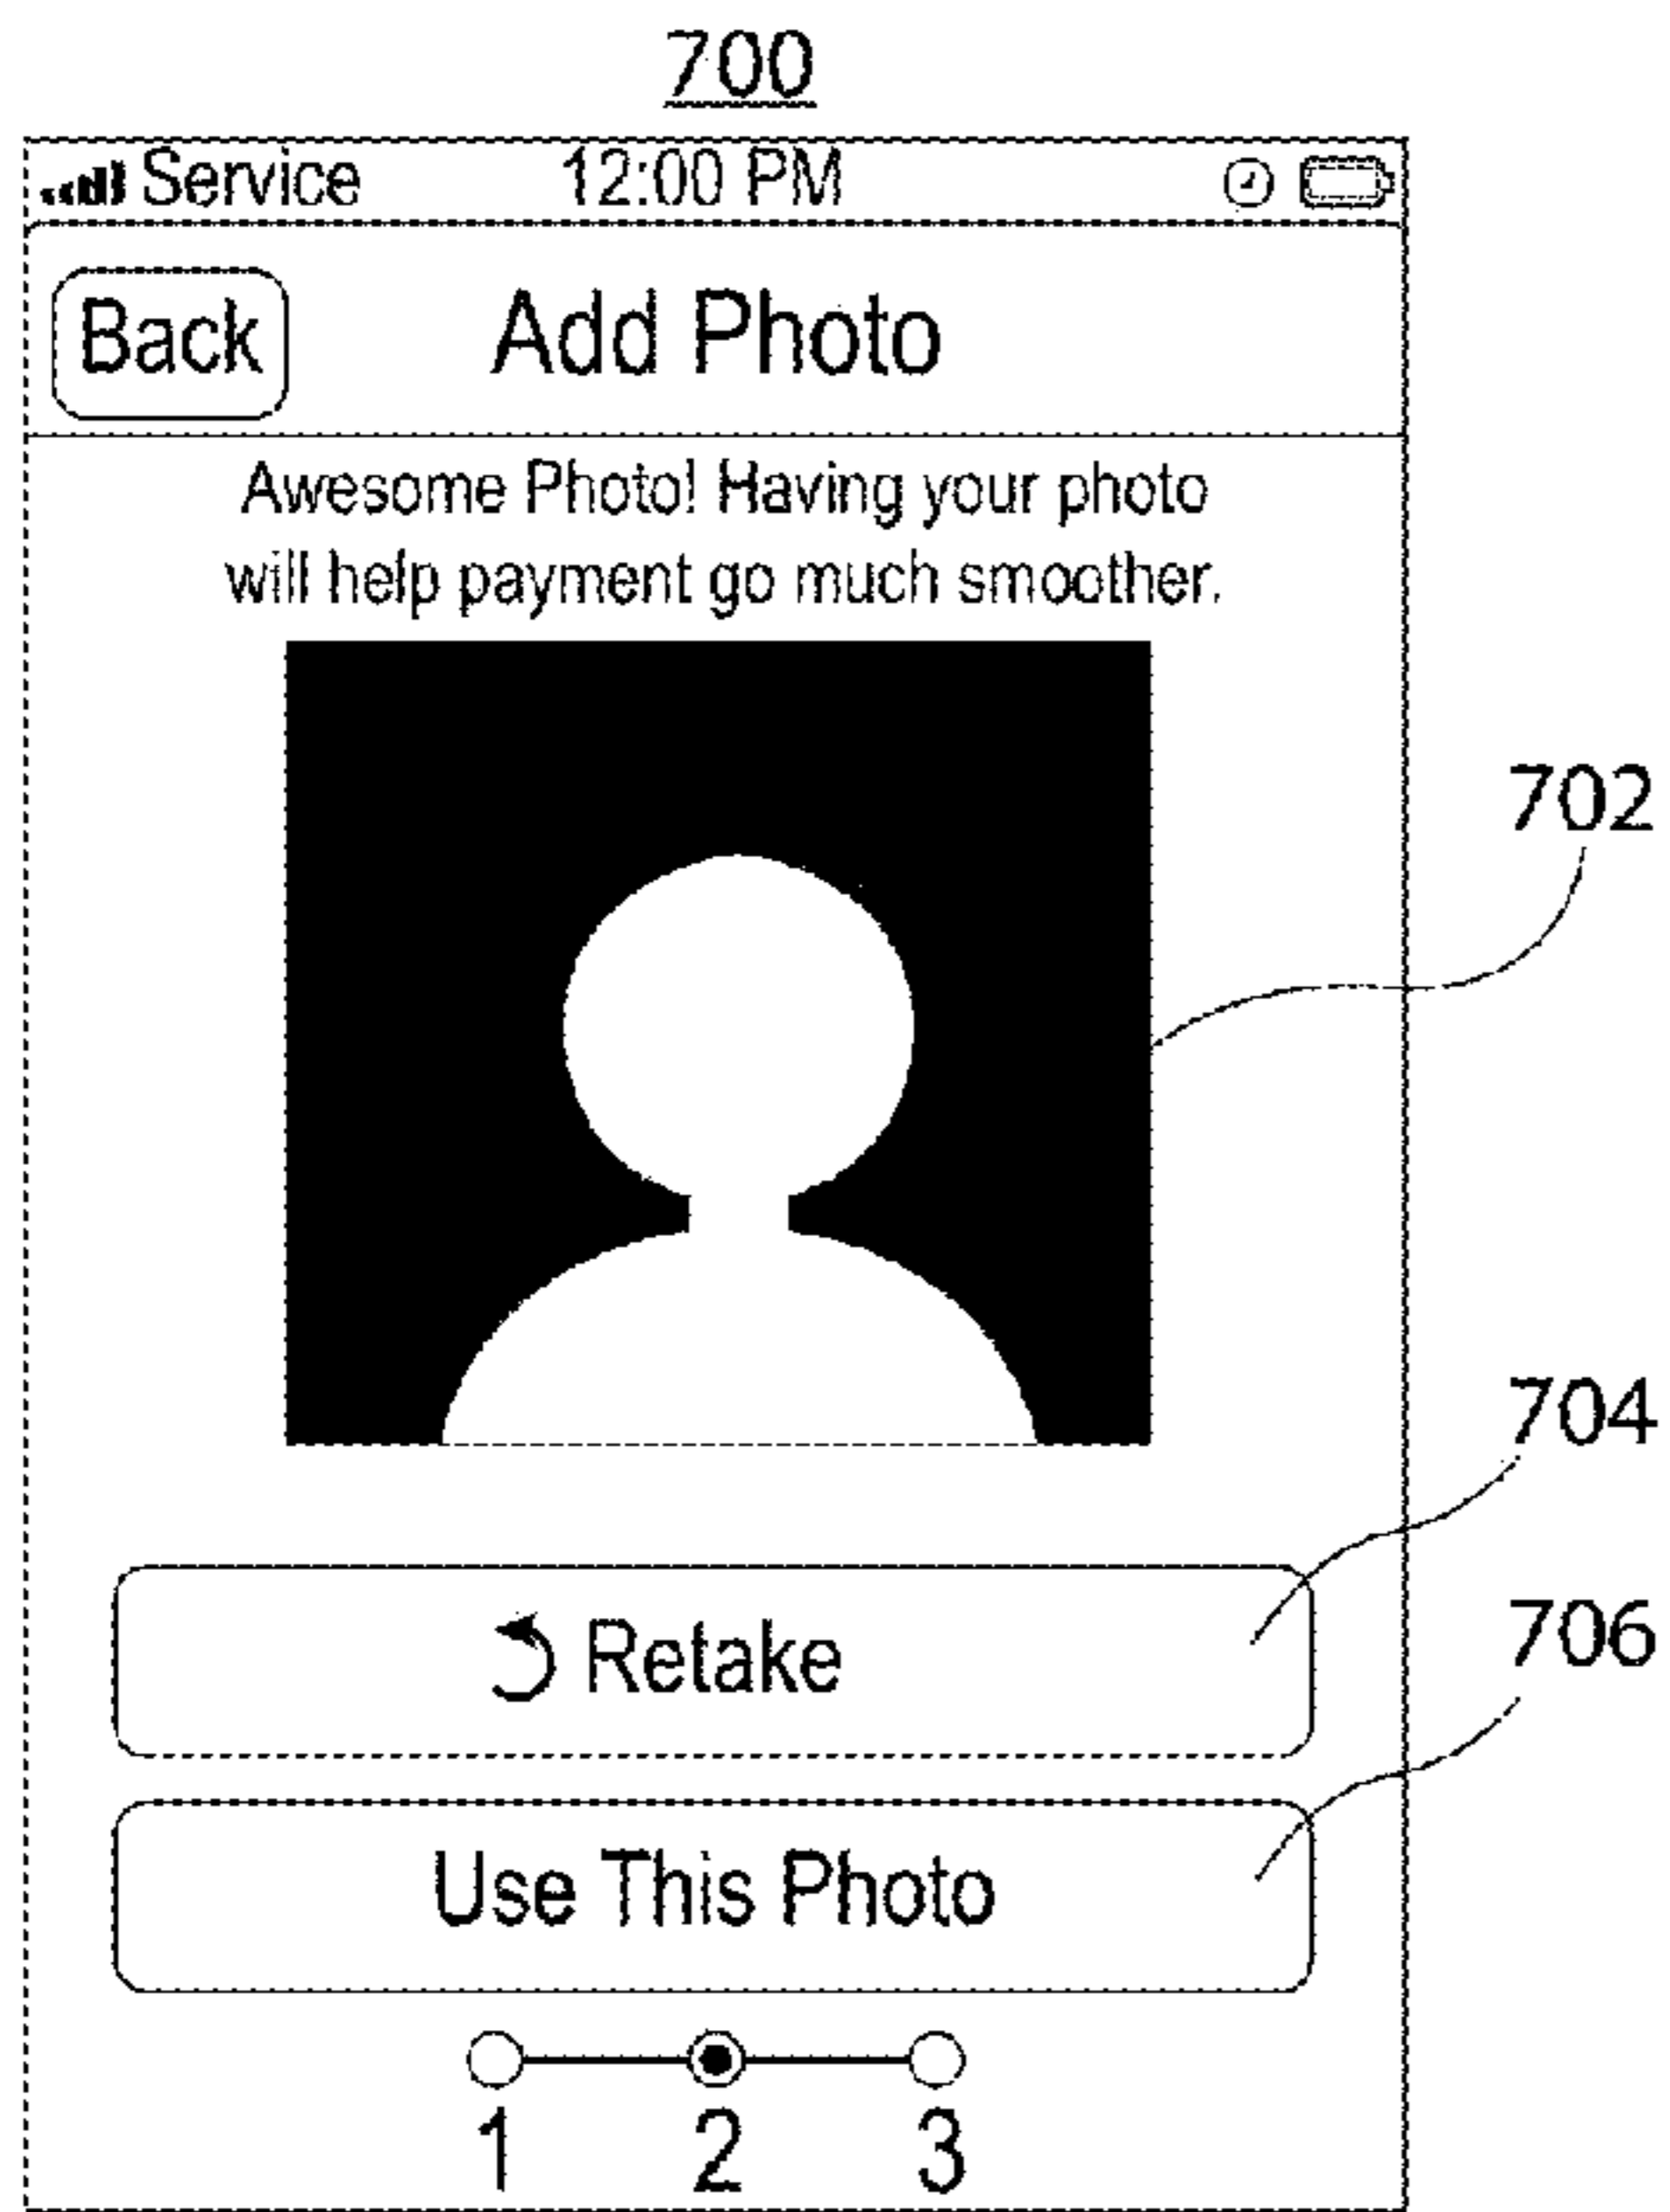 700
Service 12:00 PM
Back Add Photo
Awesome Photo! Having your photo
will help payment go much smoother.
702
704
Retake
706
Use This Photo
1 2 3